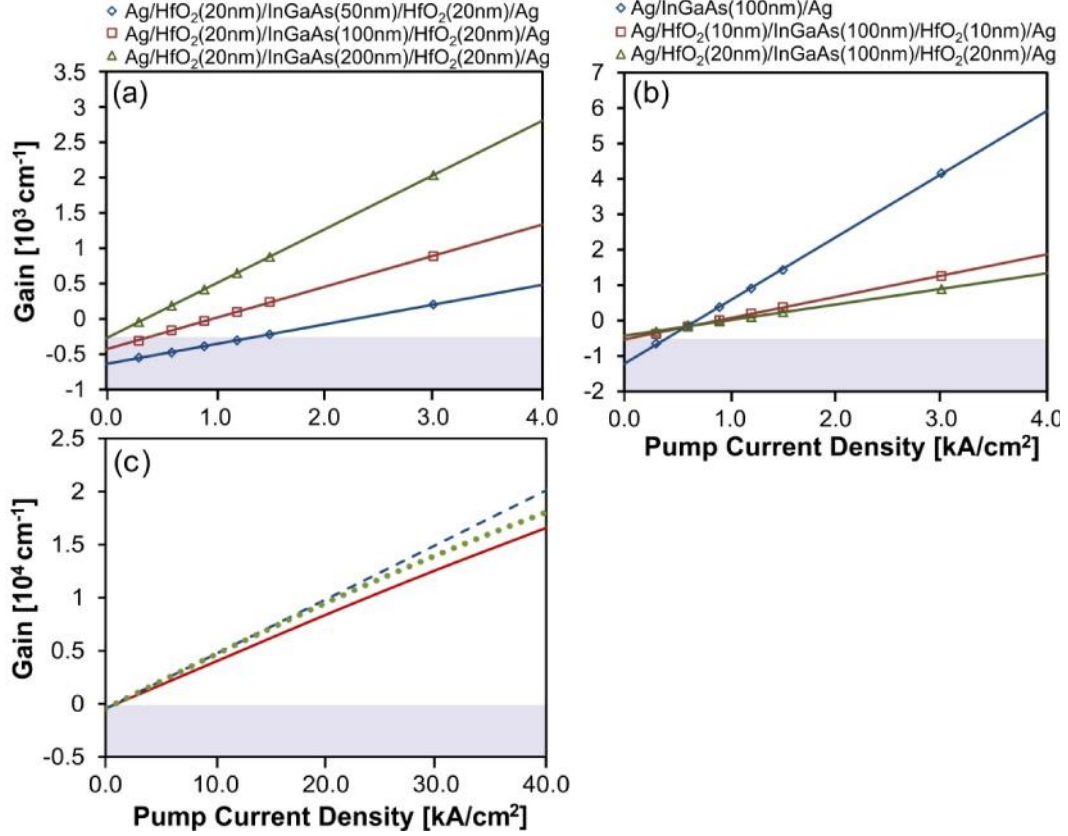 Ag/HfO₂(20nm)/InGaAs(50nm)/HfO₂(20nm)/Ag
Ag/HfO₂(20nm)/InGaAs(100nm)/HfO₂(20nm)/Ag
Ag/HfO₂(20nm)/InGaAs(200nm)/HfO₂(20nm)/Ag
Ag/InGaAs(100nm)/Ag
Ag/HfO₂(10nm)/InGaAs(100nm)/HfO₂(10nm)/Ag
Ag/HfO₂(20nm)/InGaAs(100nm)/HfO₂(20nm)/Ag
(a)
Gain [10³ cm⁻¹]
3.5
3
2.5
2
1.5
1
0.5
0
-0.5
-1
0.0 1.0 2.0 3.0 4.0
(b)
7
6
5
4
3
2
1
0
-1
-2
0.0 1.0 2.0 3.0 4.0
Pump Current Density [kA/cm²]
(c)
Gain [10⁴ cm⁻¹]
2.5
2
1.5
1
0.5
0
-0.5
0.0 10.0 20.0 30.0 40.0
Pump Current Density [kA/cm²]